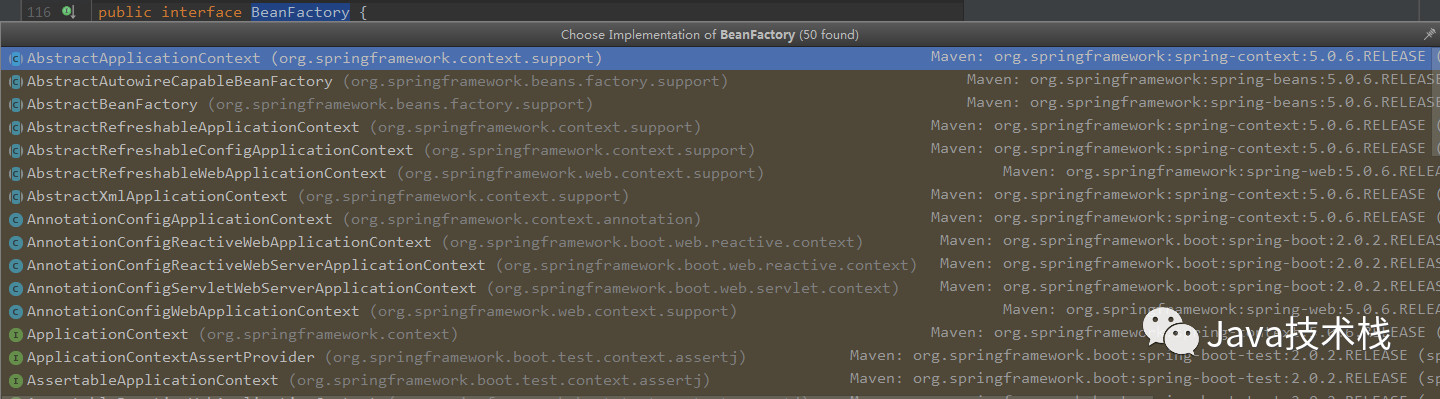 116 public interface BeanFactory {
Choose Implementation of BeanFactory (50 found)
AbstractApplicationContext (org.springframework.context.support) Maven: org.springframework:spring-context:5.0.6.RELEASE (
AbstractAutowireCapableBeanFactory (org.springframework.beans.factory.support) Maven: org.springframework:spring-beans:5.0.6.RELEASE
AbstractBeanFactory (org.springframework.beans.factory.support) Maven: org.springframework:spring-beans:5.0.6.RELEASE
AbstractRefreshableApplicationContext (org.springframework.context.support) Maven: org.springframework:spring-context:5.0.6.RELEASE (
AbstractRefreshableConfigApplicationContext (org.springframework.context.support) Maven: org.springframework:spring-context:5.0.6.RELEASE (
AbstractRefreshableWebApplicationContext (org.springframework.web.context.support) Maven: org.springframework:spring-web:5.0.6.RELEA
AbstractXmlApplicationContext (org.springframework.context.support) Maven: org.springframework:spring-context:5.0.6.RELEASE (
AnnotationConfigApplicationContext (org.springframework.context.annotation) Maven: org.springframework:spring-context:5.0.6.RELEASE (
AnnotationConfigReactiveWebApplicationContext (org.springframework.boot.web.reactive.context) Maven: org.springframework.boot:spring-boot:2.0.2.RELEA
AnnotationConfigReactiveWebServerApplicationContext (org.springframework.boot.web.reactive.context) Maven: org.springframework.boot:spring-boot:2.0.2.RELEA
AnnotationConfigServletWebServerApplicationContext (org.springframework.boot.web.servlet.context) Maven: org.springframework.boot:spring-boot:2.0.2.RELEA
AnnotationConfigWebApplicationContext (org.springframework.web.context.support) Maven: org.springframework:spring-web:5.0.6.RELEA
ApplicationContext (org.springframework.context) Maven: org.springframework:spring-context:5.0.6.RELEASE (
ApplicationContextAssertProvider (org.springframework.boot.test.context.assertj) Maven: org.springframework.boot:spring-boot-test:2.0.2.RELEASE (sp
AssertableApplicationContext (org.springframework.boot.test.context.assertj) Maven: org.springframework.boot:spring-boot-test:2.0.2.RELEASE (sp
Java技术栈